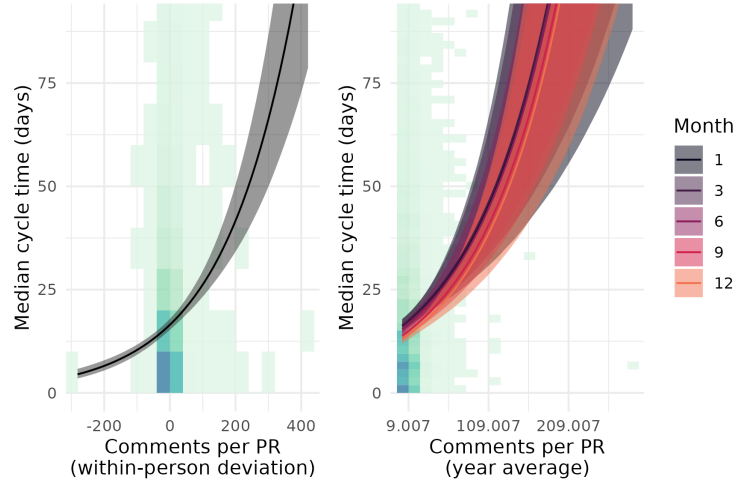 Median cycle time (days)
75
50
25
0
-200 0 200 400
Comments per PR
(within-person deviation)
Median cycle time (days)
75
50
25
0
9.007 109.007 209.007
Comments per PR
(year average)
Month
1
3
6
9
12